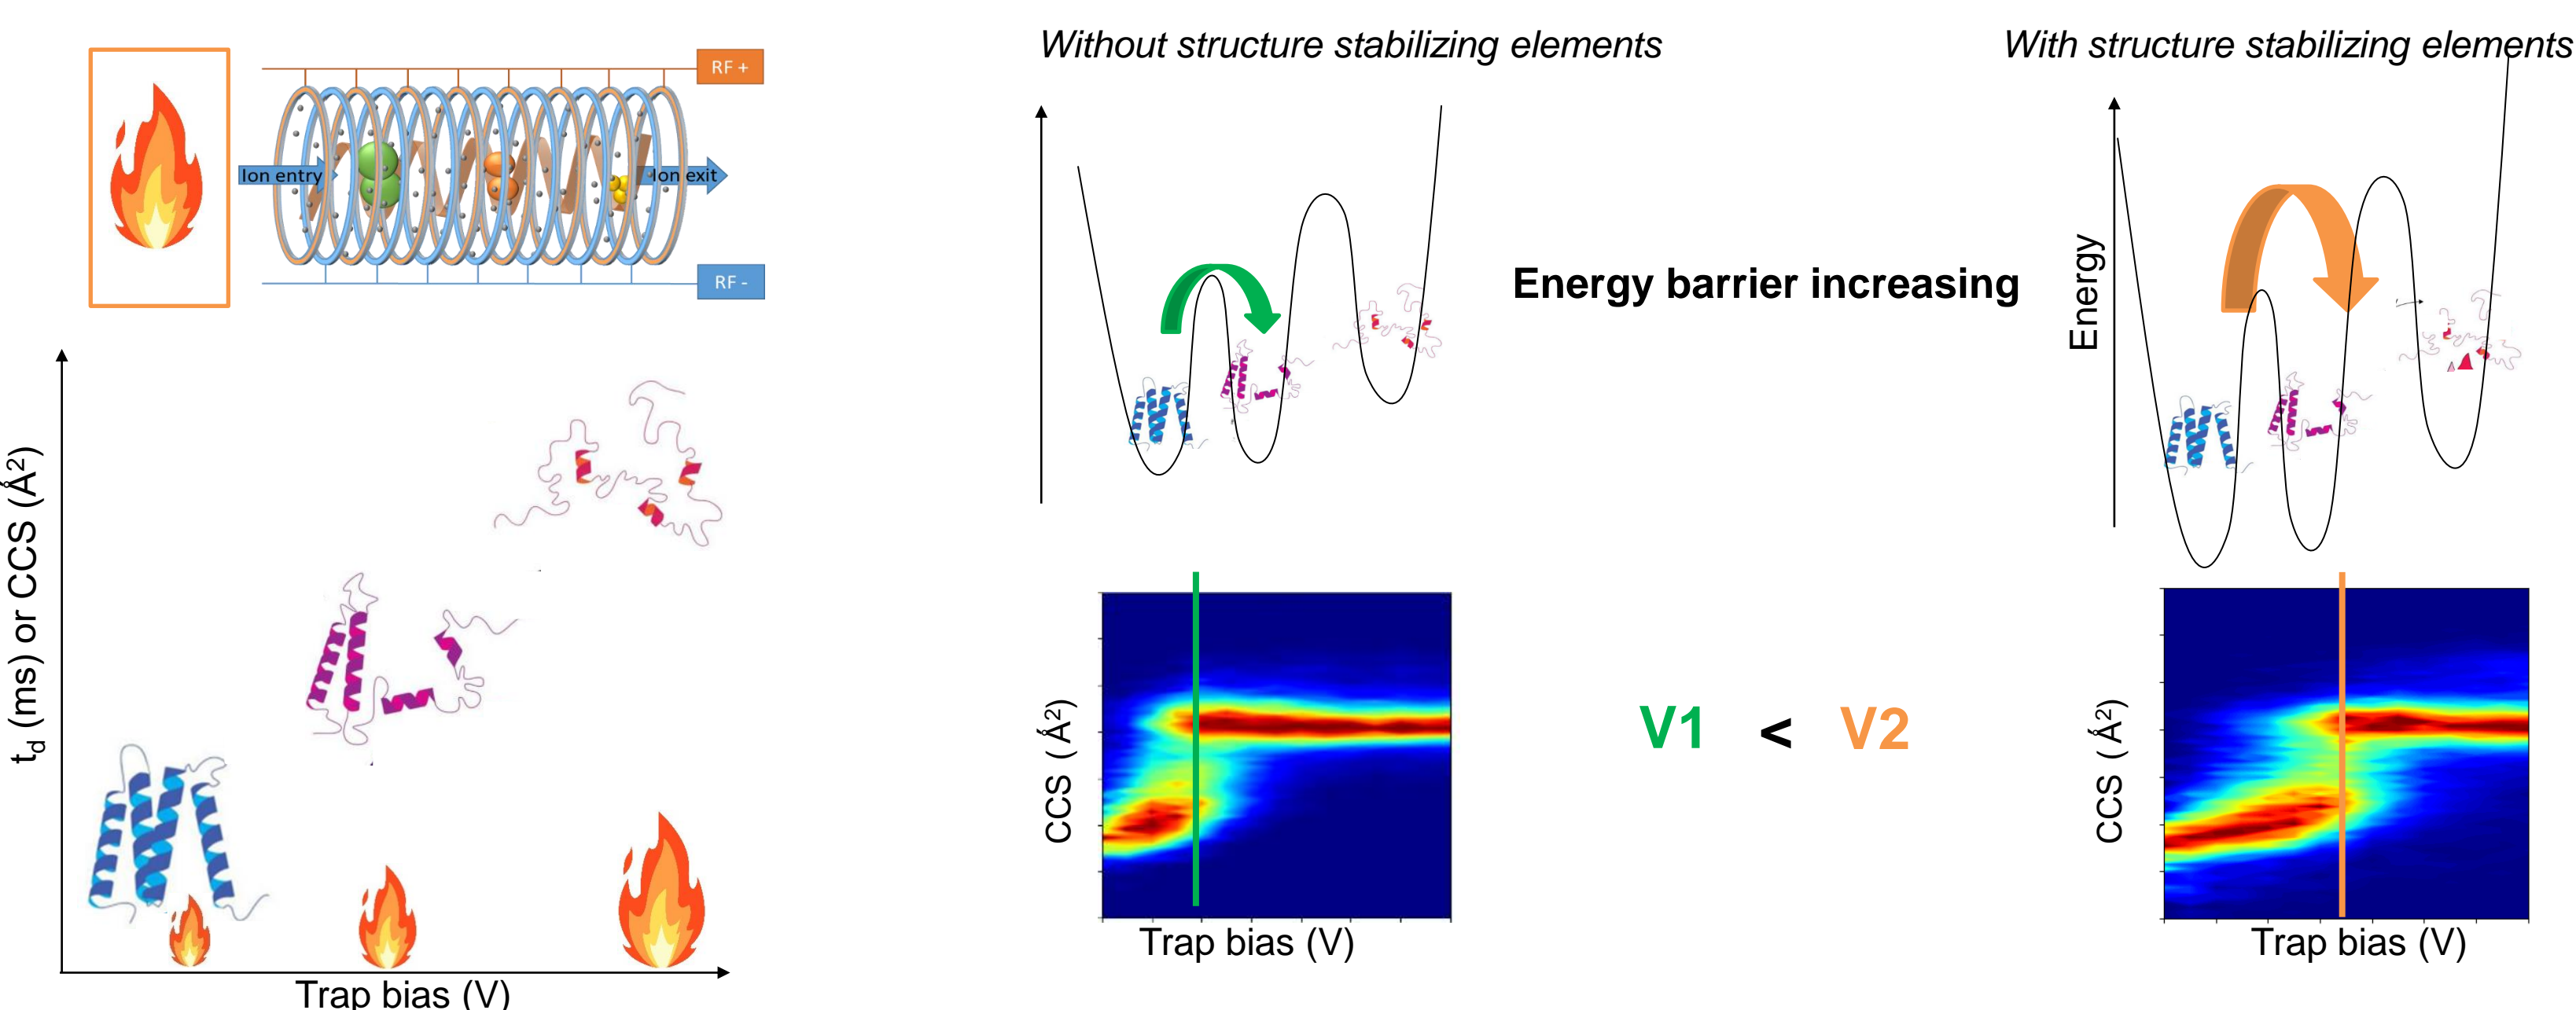 RF +
Ion entry
Ion exit
RF -
t_d (ms) or CCS (Å²)
Trap bias (V)
Without structure stabilizing elements
With structure stabilizing elements
Energy barrier increasing
Energy
CCS ( Å²)
Trap bias (V)
V1 < V2
CCS ( Å²)
Trap bias (V)